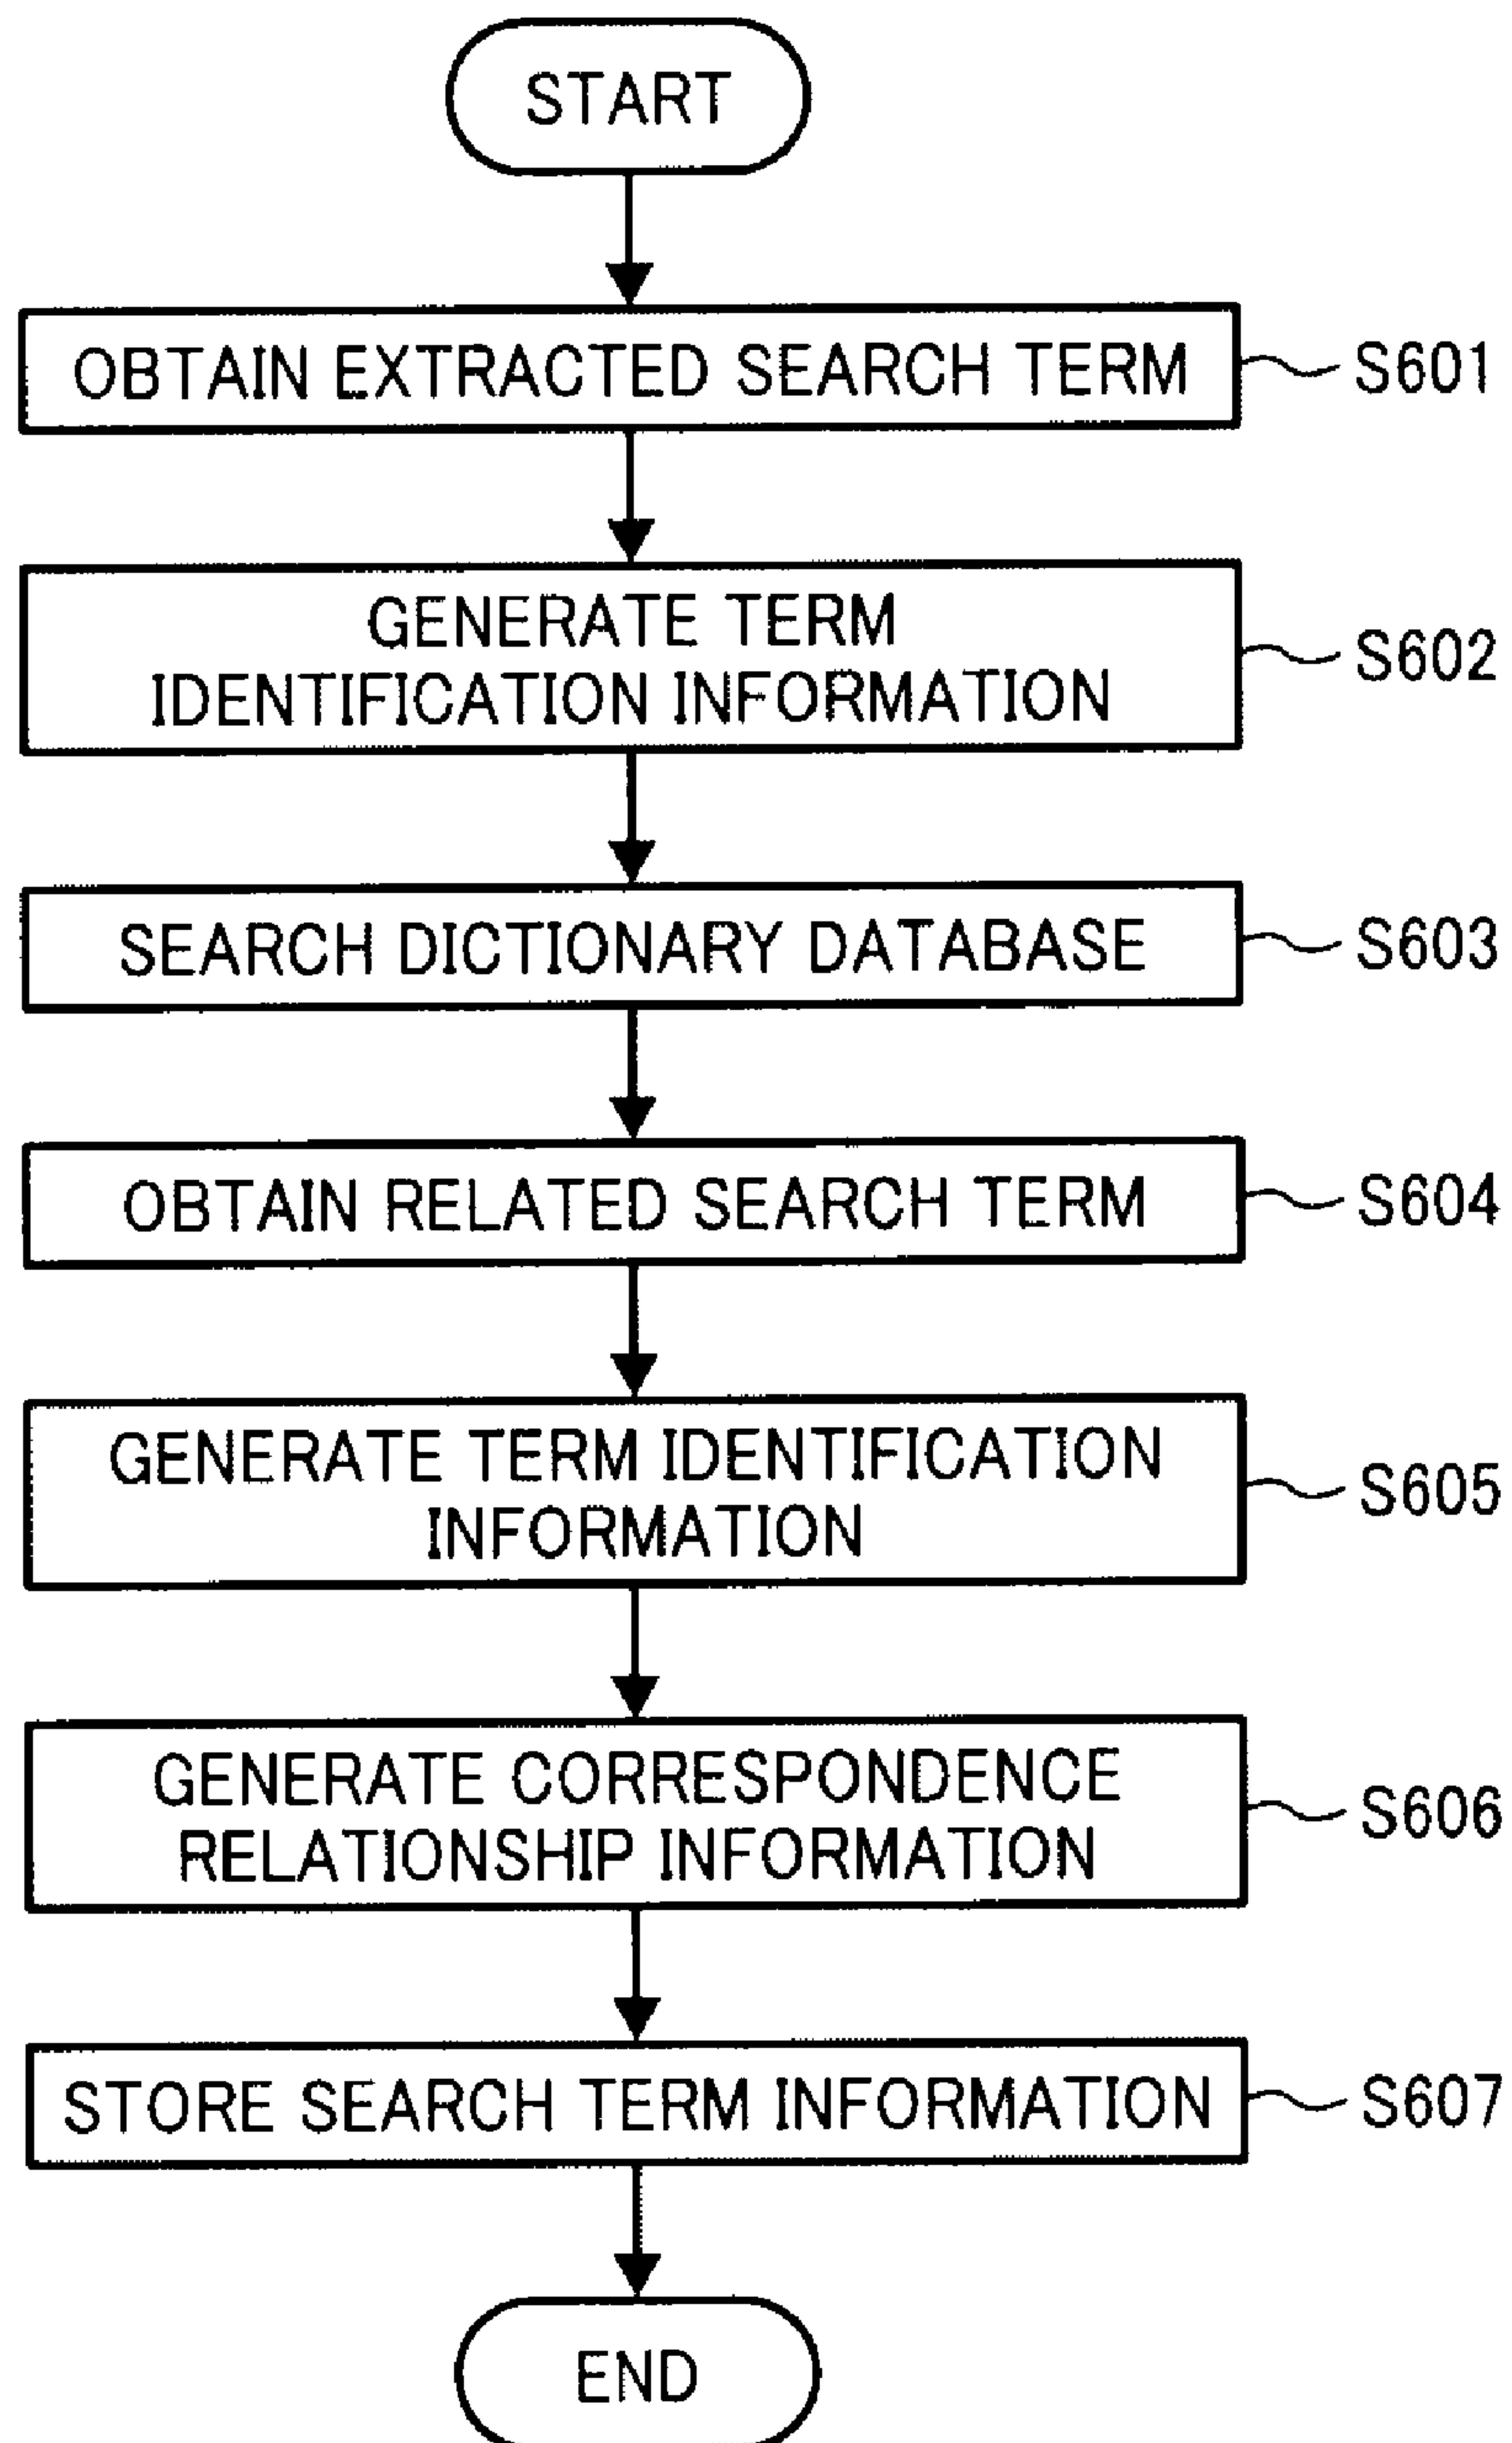 START
OBTAIN EXTRACTED SEARCH TERM
S601
GENERATE TERM
IDENTIFICATION INFORMATION
S602
SEARCH DICTIONARY DATABASE
S603
OBTAIN RELATED SEARCH TERM
S604
GENERATE TERM IDENTIFICATION
INFORMATION
S605
GENERATE CORRESPONDENCE
RELATIONSHIP INFORMATION
S606
STORE SEARCH TERM INFORMATION
S607
END